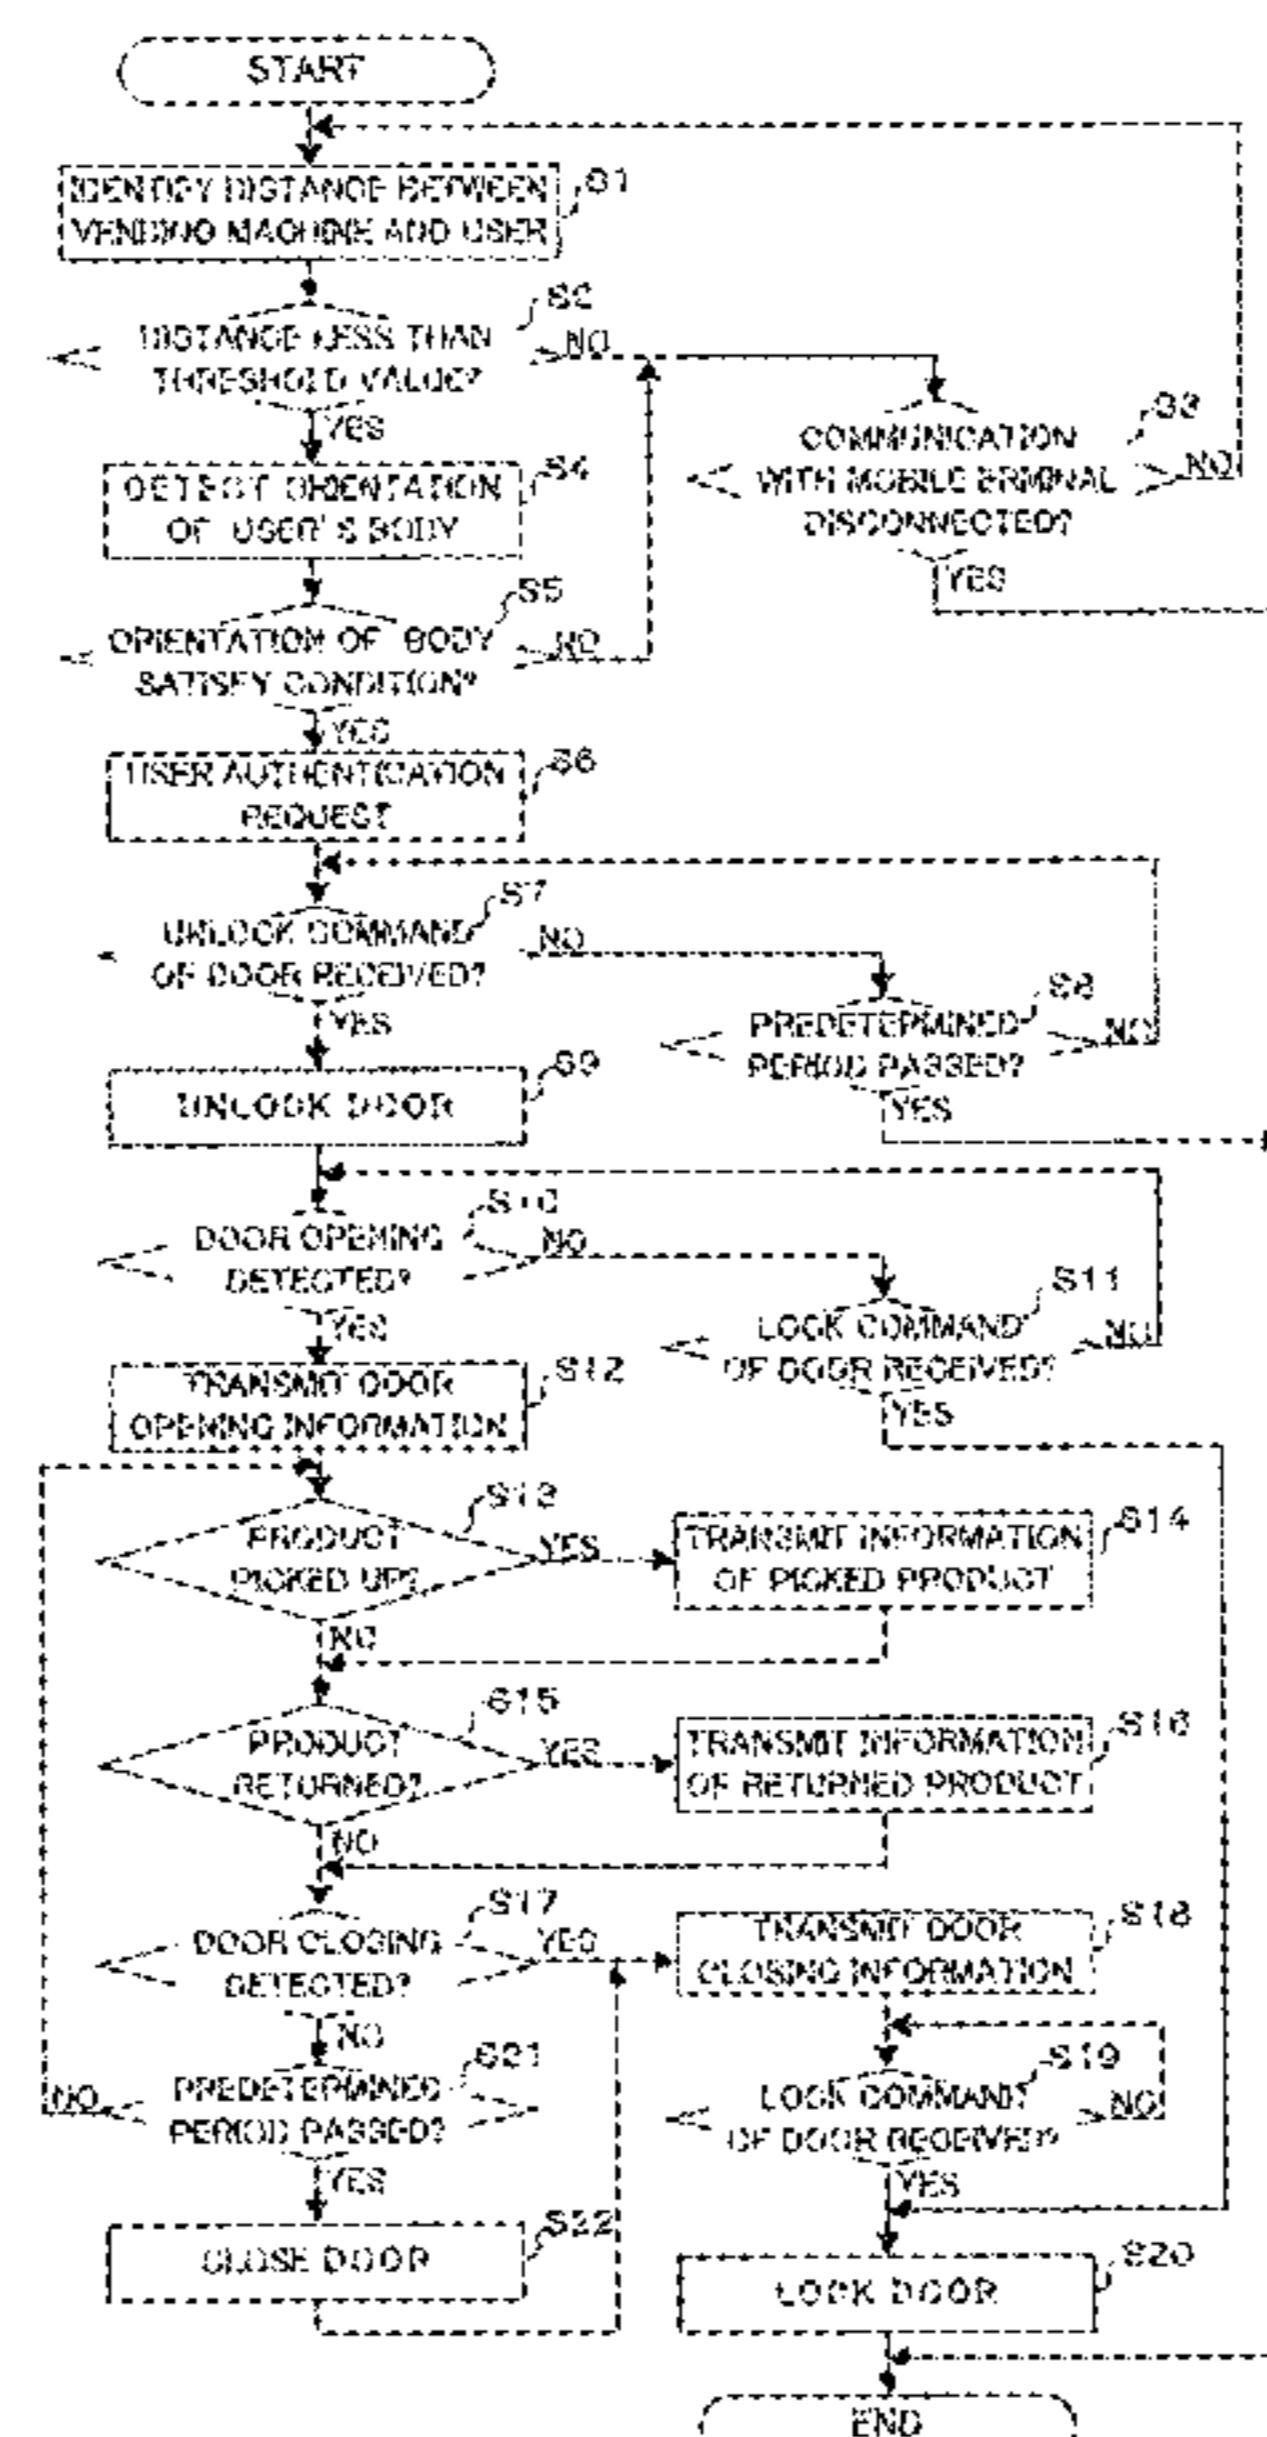 START
IDENTIFY DISTANCE BETWEEN
VENDING MACHINE AND USER
S1
DISTANCE LESS THAN
THRESHOLD VALUE?
S2
NO
YES
COMMUNICATION
WITH MOBILE ERMINAL
DISCONNECTED?
S3
NO
YES
DETECT ORIENTATION
OF USER'S BODY
S4
ORIENTATION OF BODY
SATISFY CONDITION?
S5
NO
YES
USER AUTHENTICATION
REQUEST
S6
UNLOCK COMMAND
OF DOOR RECEIVED?
S7
NO
YES
PREDETERMINED
PERIOD PASSED?
S8
NO
YES
UNLOCK DOOR
S9
DOOR OPENING
DETECTED?
S10
NO
YES
LOCK COMMAND
OF DOOR RECEIVED?
S11
NO
YES
TRANSMIT DOOR
OPENING INFORMATION
S12
PRODUCT
PICKED UP?
S13
YES
NO
TRANSMIT INFORMATION
OF PICKED PRODUCT
S14
PRODUCT
RETURNED?
S15
YES
NO
TRANSMIT INFORMATION
OF RETURNED PRODUCT
S16
DOOR CLOSING
DETECTED?
S17
YES
NO
TRANSMIT DOOR
CLOSING INFORMATION
S18
LOCK COMMAND
OF DOOR RECEIVED?
S19
NO
YES
PREDETERMINED
PERIOD PASSED?
S21
NO
YES
CLOSE DOOR
S22
LOCK DOOR
S20
END